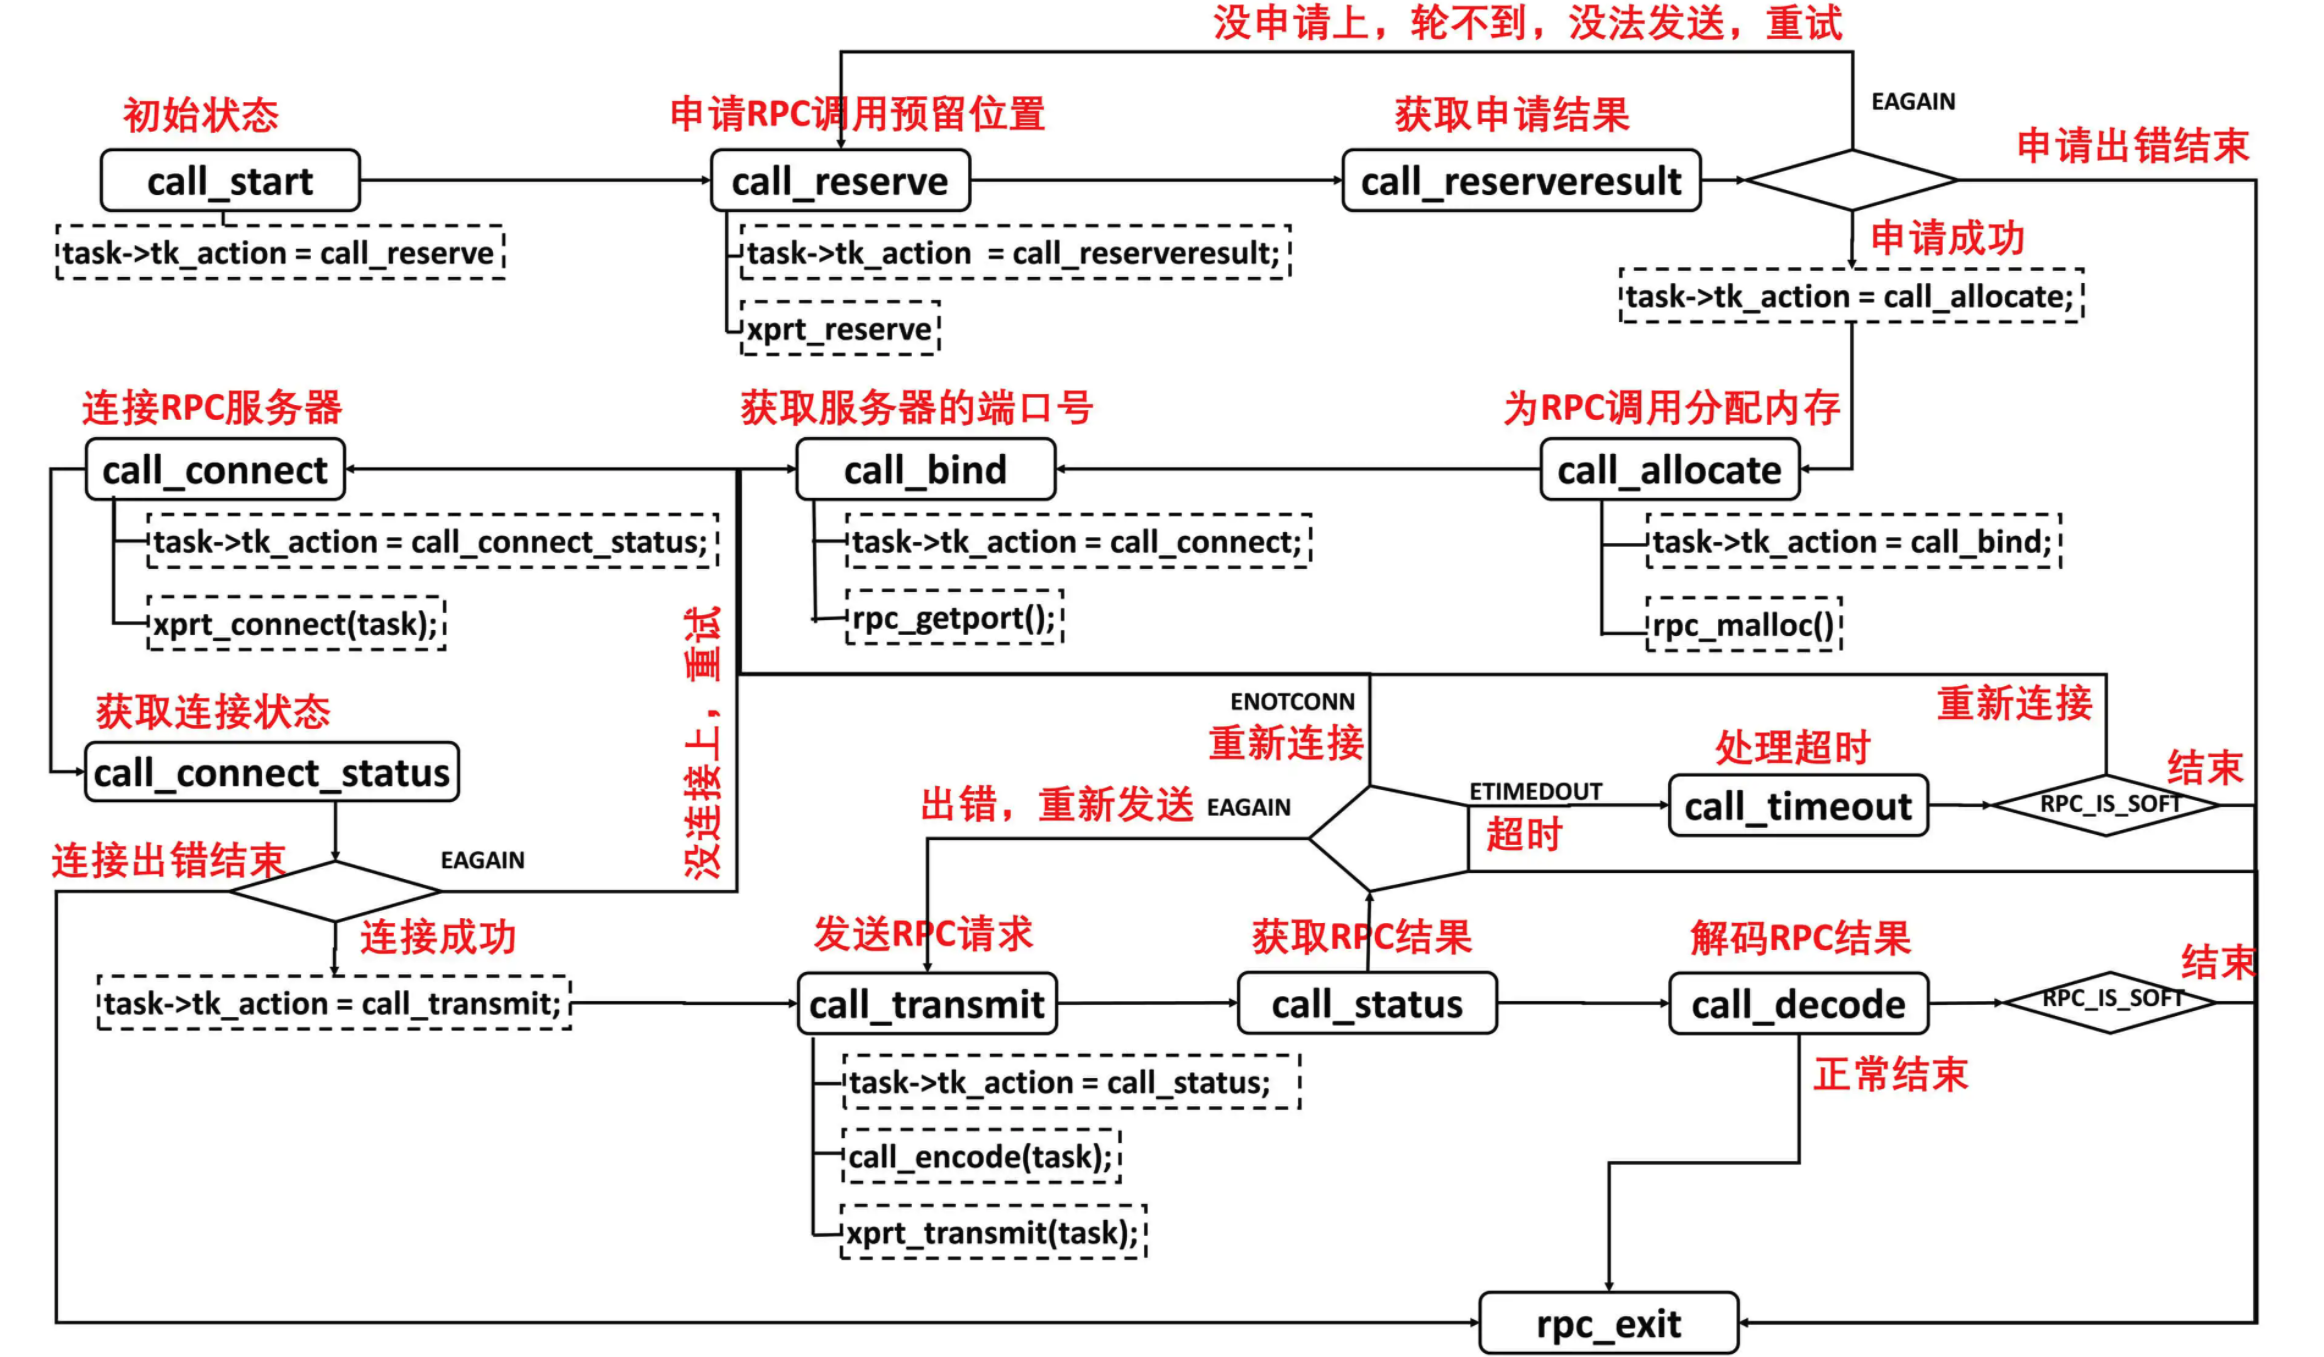 没申请上，轮不到，没法发送，重试
EAGAIN
初始状态
申请RPC调用预留位置
获取申请结果
申请出错结束
call_start
call_reserve
call_reserveresult
申请成功
task->tk_action = call_reserve
task->tk_action  = call_reserveresult;
task->tk_action = call_allocate;
xprt_reserve
连接RPC服务器
获取服务器的端口号
为RPC调用分配内存
call_connect
call_bind
call_allocate
task->tk_action = call_connect_status;
task->tk_action = call_connect;
task->tk_action = call_bind;
xprt_connect(task);
rpc_getport();
rpc_malloc()
没连接上，重试
获取连接状态
ENOTCONN
重新连接
重新连接
处理超时
结束
call_connect_status
出错，重新发送
EAGAIN
ETIMEDOUT
超时
call_timeout
RPC_IS_SOFT
连接出错结束
EAGAIN
连接成功
发送RPC请求
获取RPC结果
解码RPC结果
结束
task->tk_action = call_transmit;
call_transmit
call_status
call_decode
RPC_IS_SOFT
task->tk_action = call_status;
正常结束
call_encode(task);
xprt_transmit(task);
rpc_exit